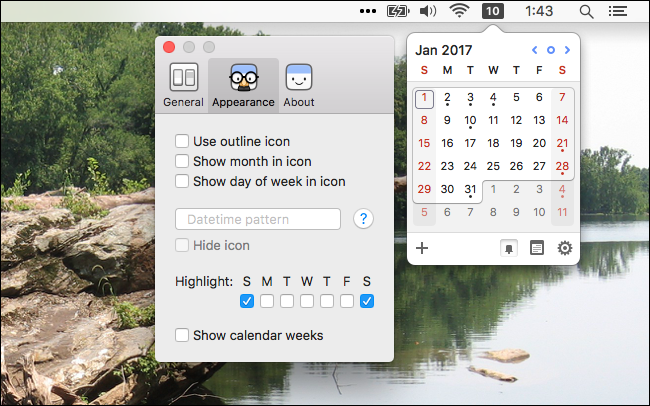 ••• 10 1:43
General Appearance About
Use outline icon
Show month in icon
Show day of week in icon
Datetime pattern ?
Hide icon
Highlight: S M T W T F S
Show calendar weeks
Jan 2017
S M T W T F S
1 2 3 4 5 6 7
8 9 10 11 12 13 14
15 16 17 18 19 20 21
22 23 24 25 26 27 28
29 30 31 1 2 3 4
5 6 7 8 9 10 11